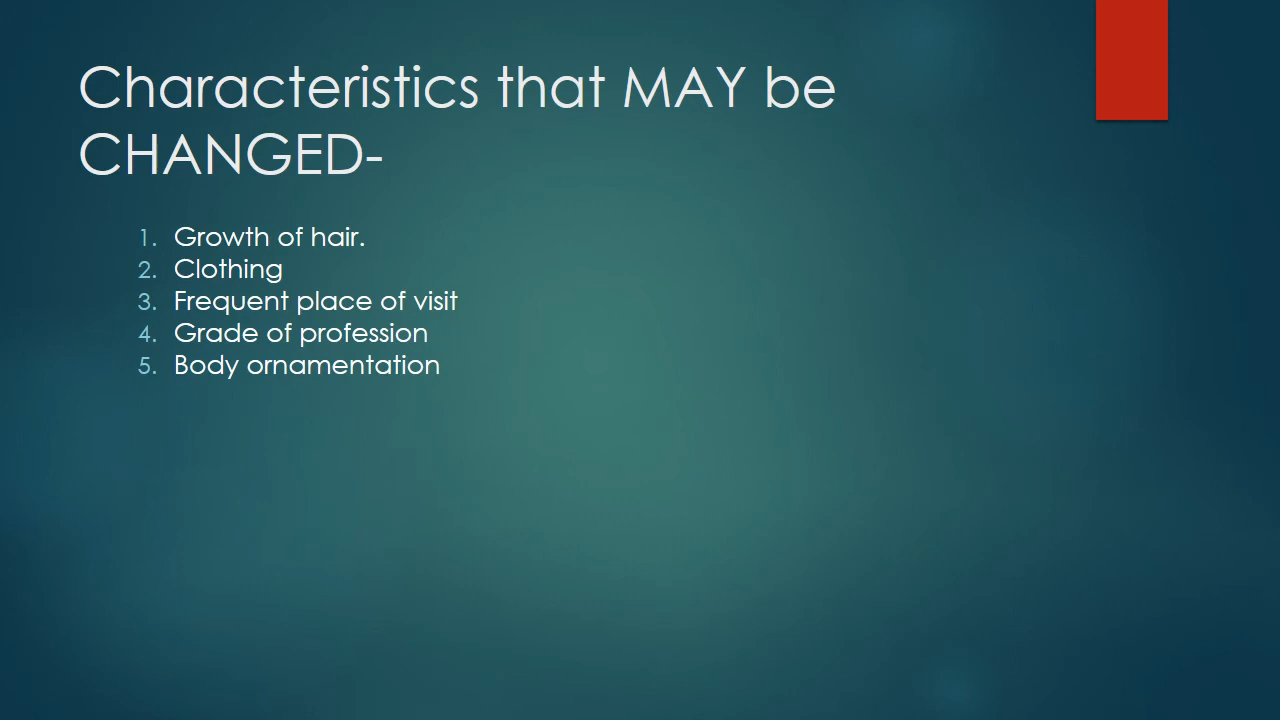 Characteristics that MAY be
CHANGED-
1. Growth of hair.
2. Clothing
3. Frequent place of visit
4. Grade of profession
5. Body ornamentation